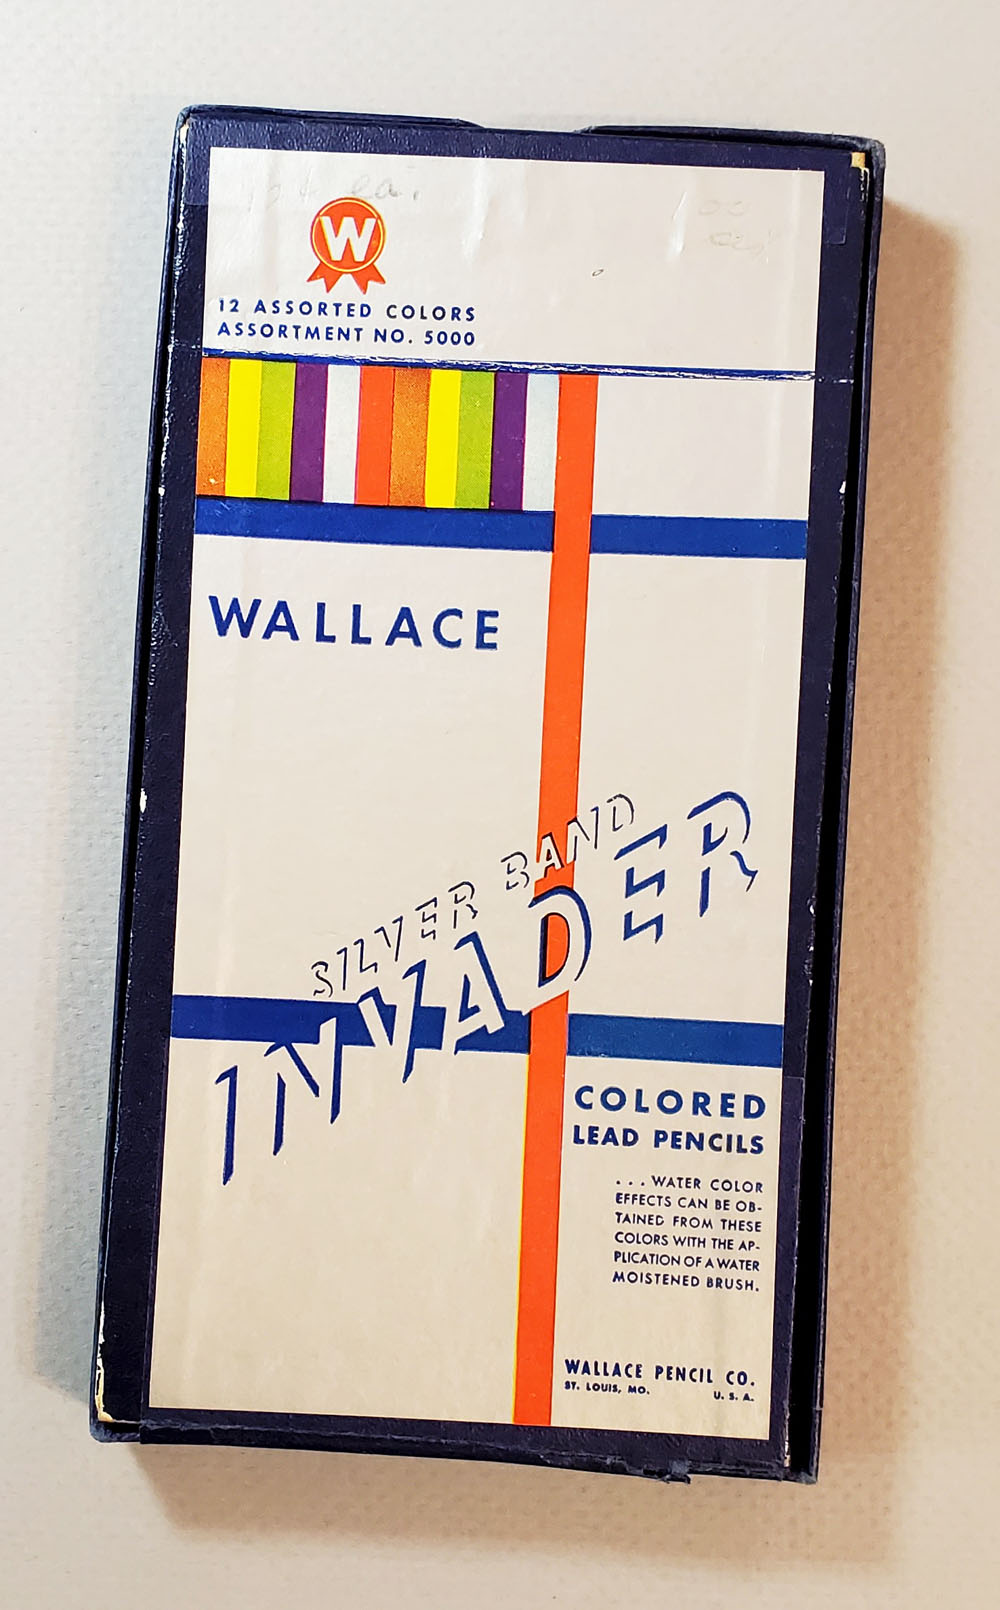 W
12 ASSORTED COLORS
ASSORTMENT NO. 5000
WALLACE
SILVER BAND
INVADER
COLORED
LEAD PENCILS
. . . WATER COLOR
EFFECTS CAN BE OB-
TAINED FROM THESE
COLORS WITH THE AP-
PLICATION OF A WATER
MOISTENED BRUSH.
WALLACE PENCIL CO.
ST. LOUIS, MO. U. S. A.